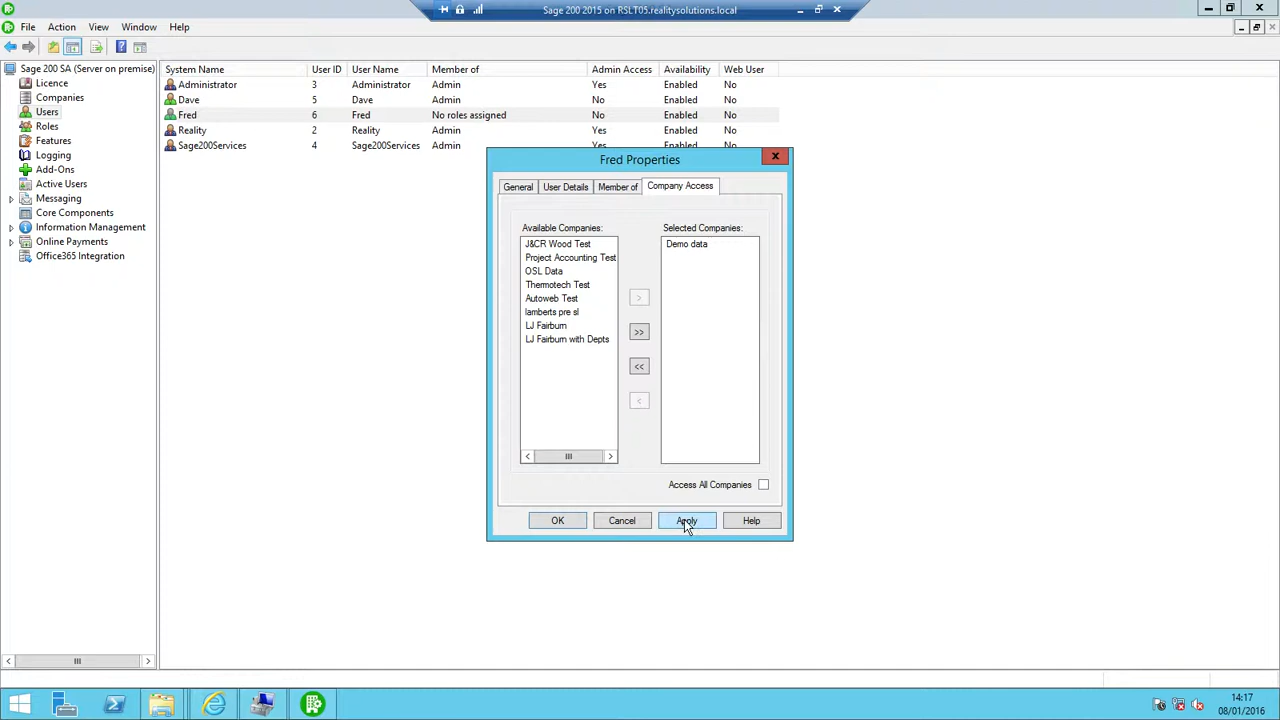 Sage 200 2015 on RSLT05.realitysolutions.local
File Action View Window Help
Sage 200 SA (Server on premise)
Licence
Companies
Users
Roles
Features
Logging
Add-Ons
Active Users
Messaging
Core Components
Information Management
Online Payments
Office365 Integration
System Name User ID User Name Member of Admin Access Availability Web User
Administrator 3 Administrator Admin Yes Enabled No
Dave 5 Dave Admin No Enabled No
Fred 6 Fred No roles assigned No Enabled No
Reality 2 Reality Admin Yes Enabled No
Sage200Services 4 Sage200Services Admin Yes Enabled No
Fred Properties
General User Details Member of Company Access
Available Companies: Selected Companies:
J&CR Wood Test
Project Accounting Test
OSL Data
Thermotech Test
Autoweb Test
lamberts pre sl
LJ Fairburn
LJ Fairburn with Depts
Demo data
>
>>
<<
<
Access All Companies
OK Cancel Apply Help
14:17
08/01/2016